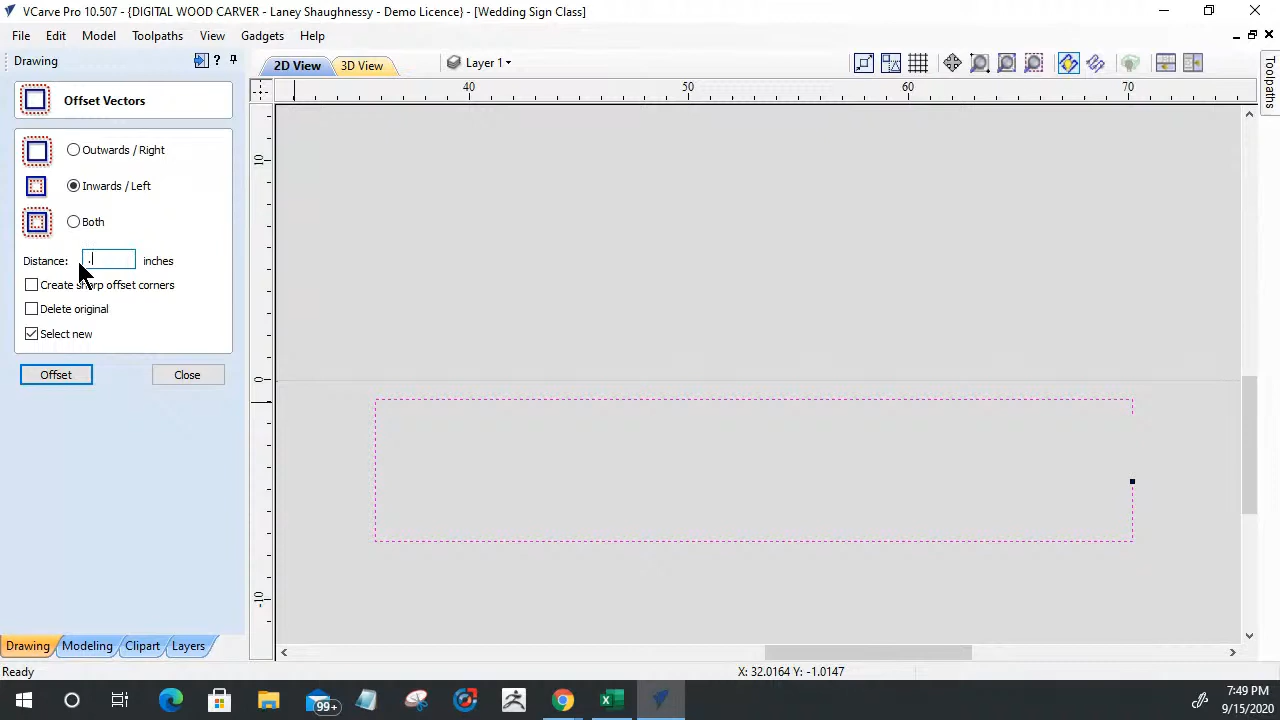 VCarve Pro 10.507 - {DIGITAL WOOD CARVER - Laney Shaughnessy - Demo Licence} - [Wedding Sign Class]
File Edit Model Toolpaths View Gadgets Help
Drawing ?
2D View 3D View Layer 1
Toolpaths
40 50 60 70
Offset Vectors
Outwards / Right
10
Inwards / Left
Both
Distance: . inches
Create sharp offset corners
Delete original
Select new
Offset Close
0
-10
Drawing Modeling Clipart Layers
Ready X: 32.0164 Y: -1.0147
99+
7:49 PM
9/15/2020